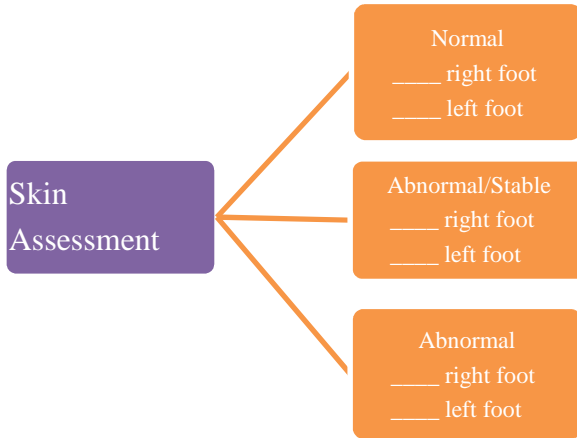 Skin
Assessment
Normal
____ right foot
____ left foot
Abnormal/Stable
____ right foot
____ left foot
Abnormal
____ right foot
____ left foot